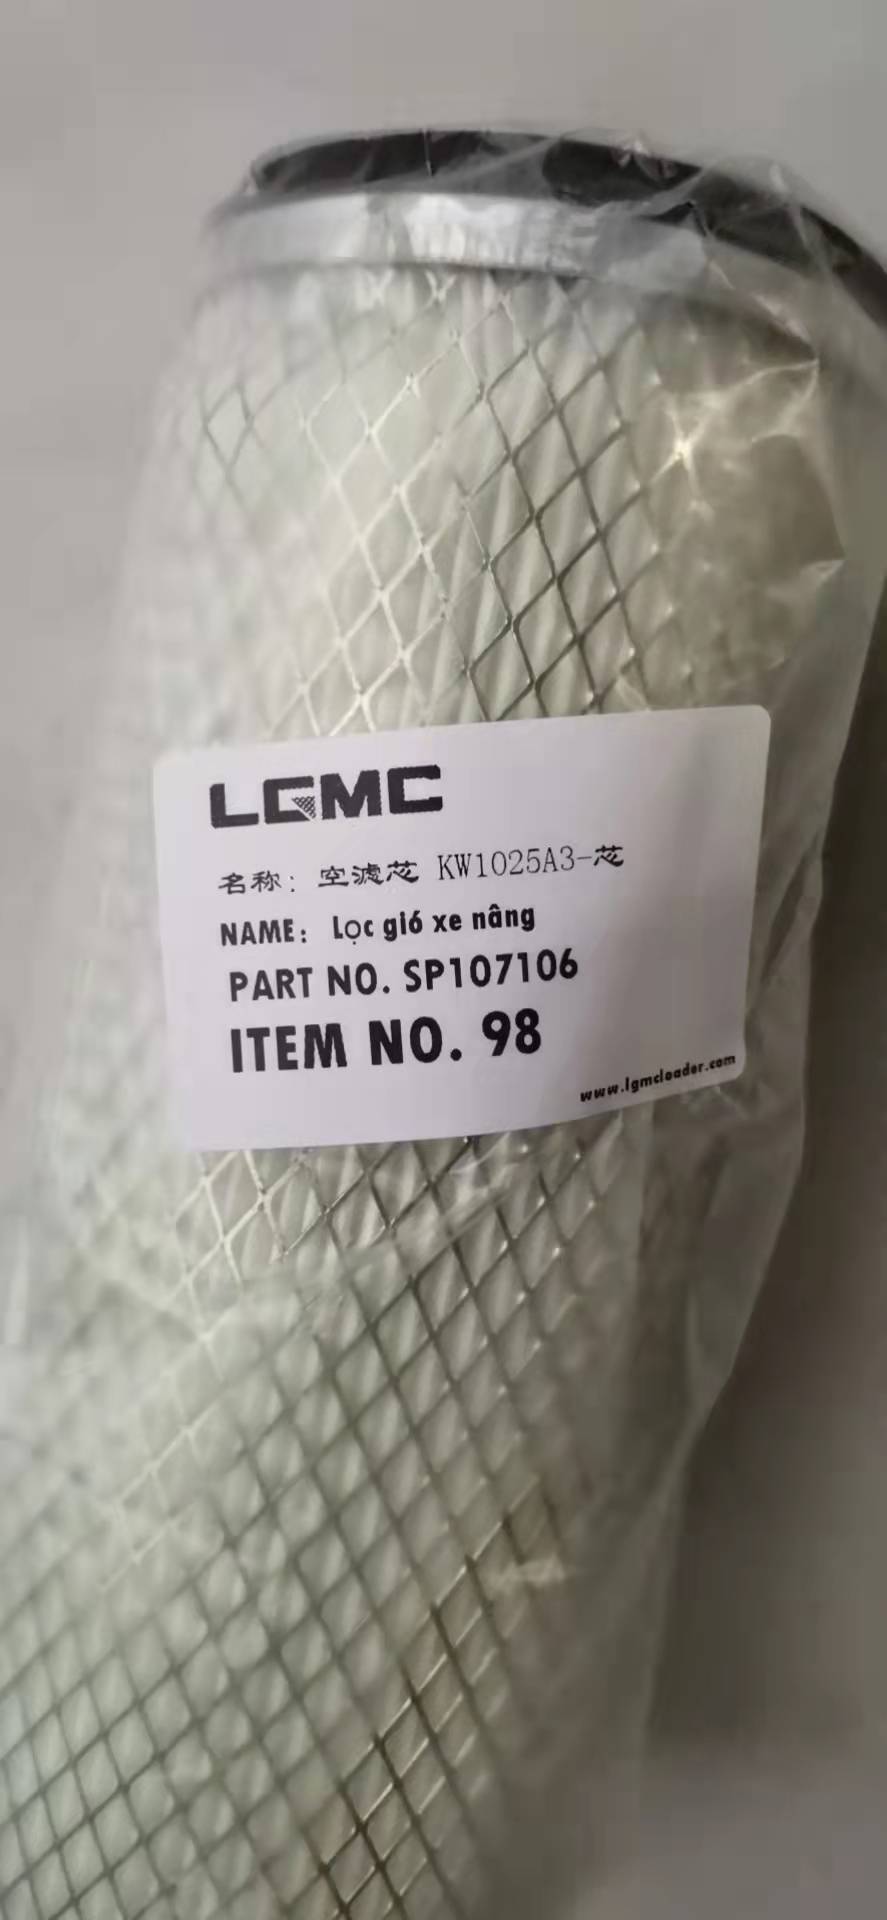 LGMC
名称：空滤芯 KW1025A3-芯
NAME： Lọc gió xe nâng
PART NO. SP107106
ITEM NO. 98
www.lgmcloader.com